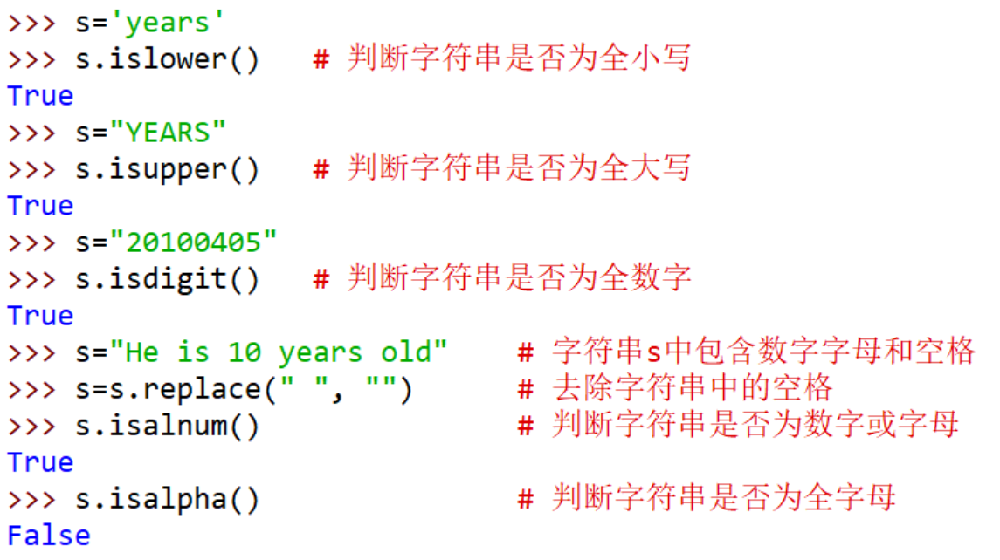 >>> s='years'
>>> s.islower()   # 判断字符串是否为全小写
True
>>> s="YEARS"
>>> s.isupper()   # 判断字符串是否为全大写
True
>>> s="20100405"
>>> s.isdigit()   # 判断字符串是否为全数字
True
>>> s="He is 10 years old"    # 字符串s中包含数字字母和空格
>>> s=s.replace(" ", "")      # 去除字符串中的空格
>>> s.isalnum()               # 判断字符串是否为数字或字母
True
>>> s.isalpha()               # 判断字符串是否为全字母
False